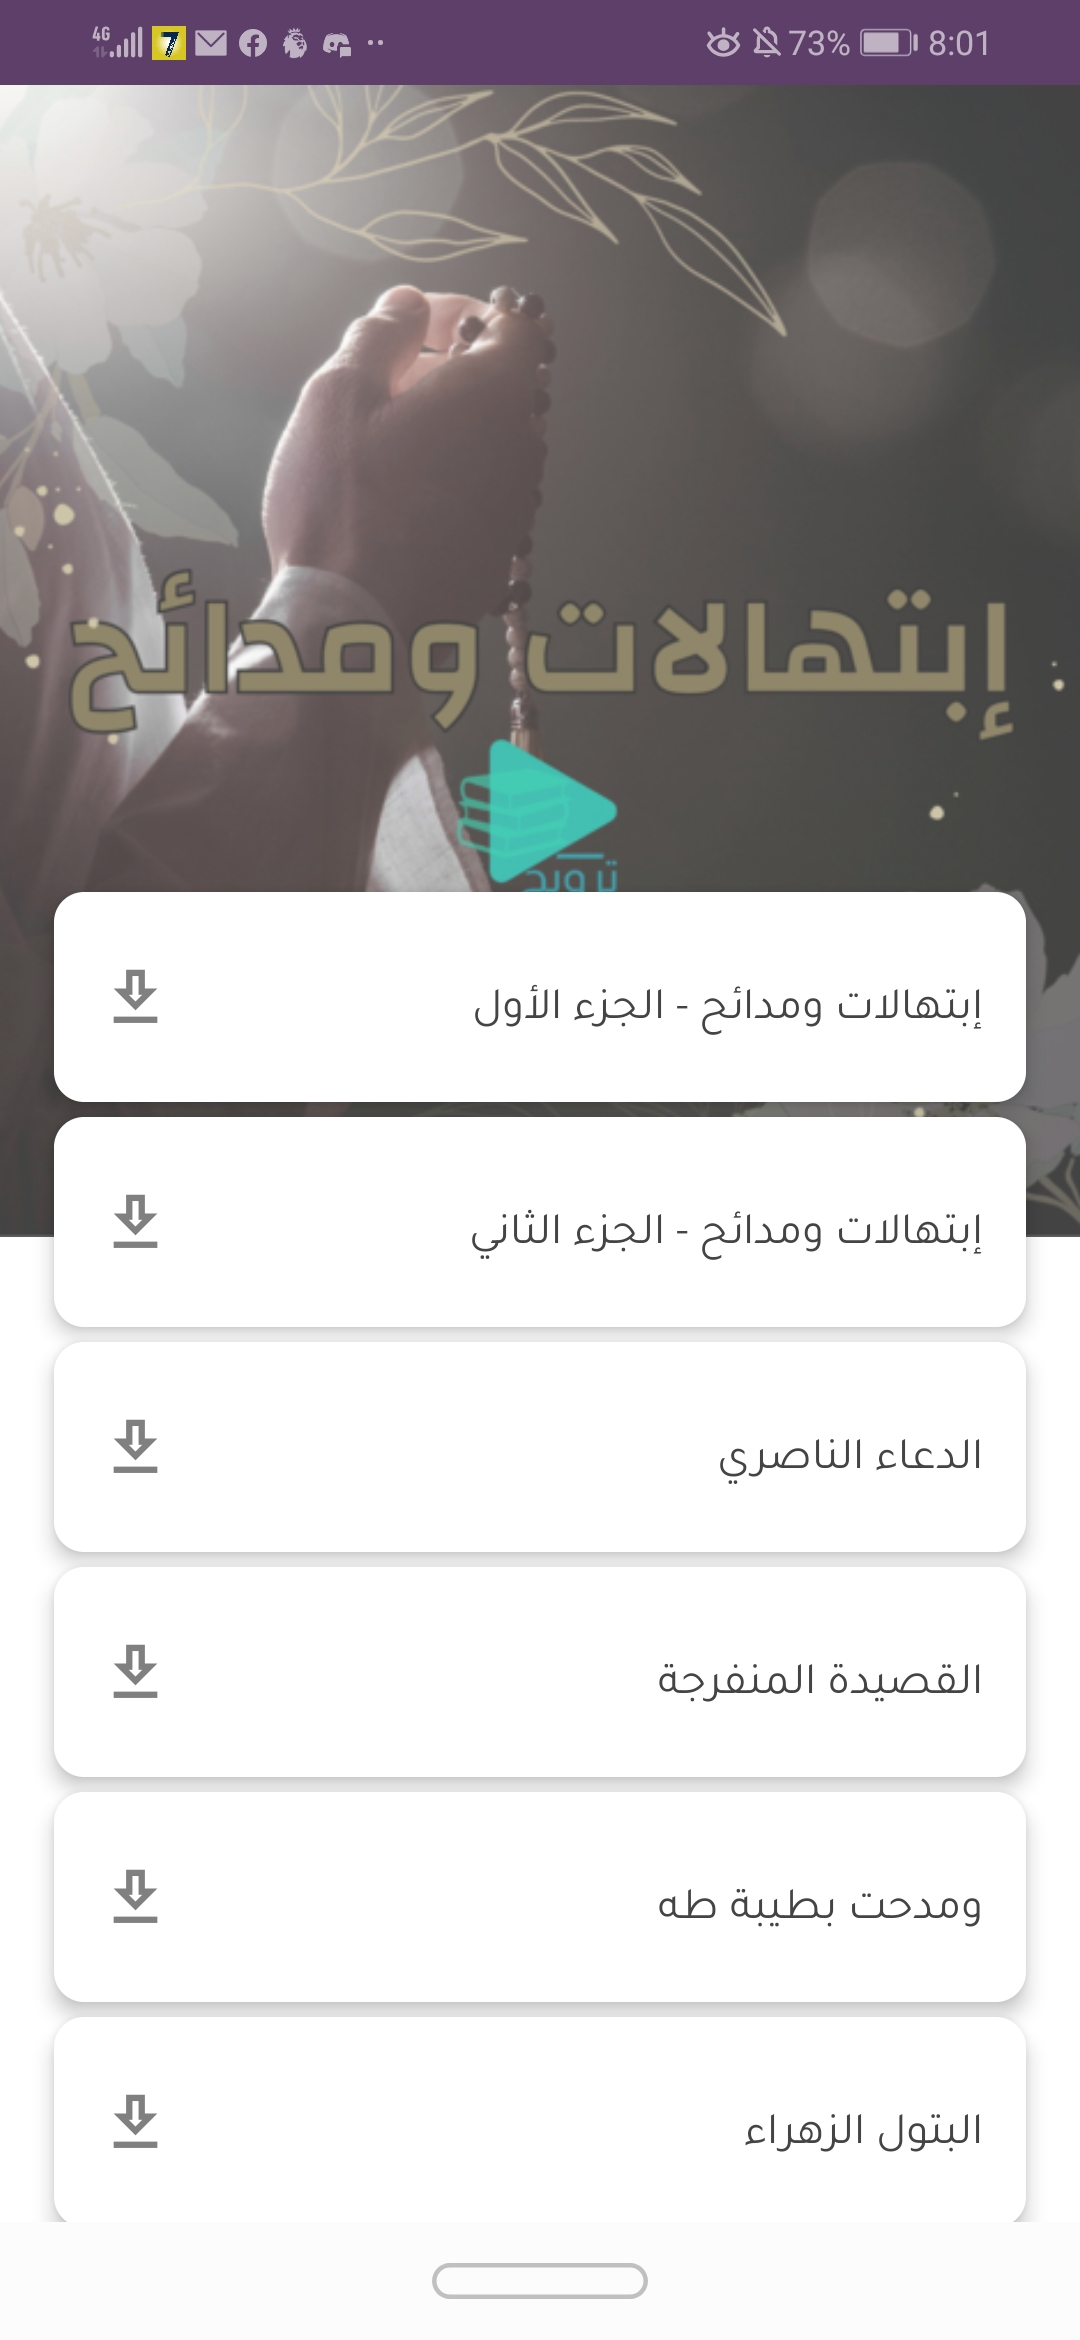 4G 7 73% 8:01
إبتهالات ومدائح
إبتهالات ومدائح - الجزء الأول
إبتهالات ومدائح - الجزء الثاني
الدعاء الناصري
القصيدة المنفرجة
ومدحت بطيبة طه
البتول الزهراء